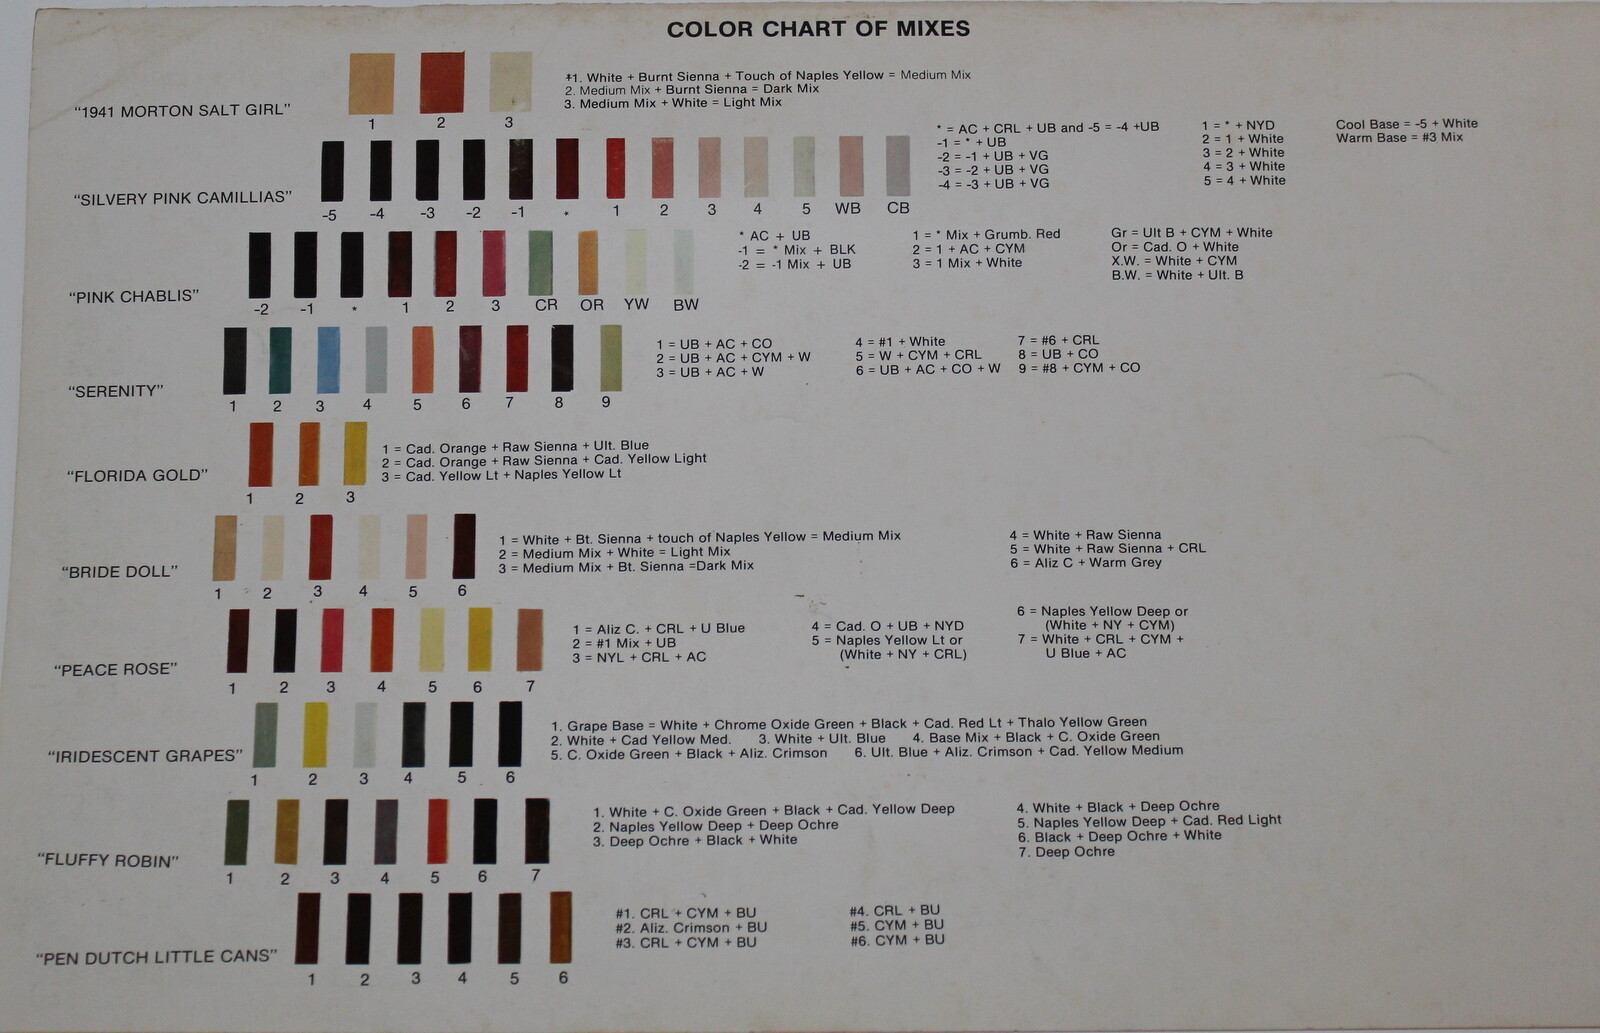 COLOR CHART OF MIXES
"1941 MORTON SALT GIRL"
1 2 3
*1. White + Burnt Sienna + Touch of Naples Yellow = Medium Mix
2. Medium Mix + Burnt Sienna = Dark Mix
3. Medium Mix + White = Light Mix
"SILVERY PINK CAMILLIAS"
-5 -4 -3 -2 -1 * 1 2 3 4 5 WB CB
* = AC + CRL + UB and -5 = -4 +UB
-1 = * + UB
-2 = -1 + UB + VG
-3 = -2 + UB + VG
-4 = -3 + UB + VG
1 = * + NYD
2 = 1 + White
3 = 2 + White
4 = 3 + White
5 = 4 + White
Cool Base = -5 + White
Warm Base = #3 Mix
"PINK CHABLIS"
-2 -1 * 1 2 3 CR OR YW BW
* AC + UB
-1 = * Mix + BLK
-2 = -1 Mix + UB
1 = * Mix + Grumb. Red
2 = 1 + AC + CYM
3 = 1 Mix + White
Gr = Ult B + CYM + White
Or = Cad. O + White
X.W. = White + CYM
B.W. = White + Ult. B
"SERENITY"
1 2 3 4 5 6 7 8 9
1 = UB + AC + CO
2 = UB + AC + CYM + W
3 = UB + AC + W
4 = #1 + White
5 = W + CYM + CRL
6 = UB + AC + CO + W
7 = #6 + CRL
8 = UB + CO
9 = #8 + CYM + CO
"FLORIDA GOLD"
1 2 3
1 = Cad. Orange + Raw Sienna + Ult. Blue
2 = Cad. Orange + Raw Sienna + Cad. Yellow Light
3 = Cad. Yellow Lt + Naples Yellow Lt
"BRIDE DOLL"
1 2 3 4 5 6
1 = White + Bt. Sienna + touch of Naples Yellow = Medium Mix
2 = Medium Mix + White = Light Mix
3 = Medium Mix + Bt. Sienna =Dark Mix
4 = White + Raw Sienna
5 = White + Raw Sienna + CRL
6 = Aliz C + Warm Grey
"PEACE ROSE"
1 2 3 4 5 6 7
1 = Aliz C. + CRL + U Blue
2 = #1 Mix + UB
3 = NYL + CRL + AC
4 = Cad. O + UB + NYD
5 = Naples Yellow Lt or
(White + NY + CRL)
6 = Naples Yellow Deep or
(White + NY + CYM)
7 = White + CRL + CYM +
U Blue + AC
"IRIDESCENT GRAPES"
1 2 3 4 5 6
1. Grape Base = White + Chrome Oxide Green + Black + Cad. Red Lt + Thalo Yellow Green
2. White + Cad Yellow Med. 3. White + Ult. Blue 4. Base Mix + Black + C. Oxide Green
5. C. Oxide Green + Black + Aliz. Crimson 6. Ult. Blue + Aliz. Crimson + Cad. Yellow Medium
"FLUFFY ROBIN"
1 2 3 4 5 6 7
1. White + C. Oxide Green + Black + Cad. Yellow Deep
2. Naples Yellow Deep + Deep Ochre
3. Deep Ochre + Black + White
4. White + Black + Deep Ochre
5. Naples Yellow Deep + Cad. Red Light
6. Black + Deep Ochre + White
7. Deep Ochre
"PEN DUTCH LITTLE CANS"
1 2 3 4 5 6
#1. CRL + CYM + BU
#2. Aliz. Crimson + BU
#3. CRL + CYM + BU
#4. CRL + BU
#5. CYM + BU
#6. CYM + BU